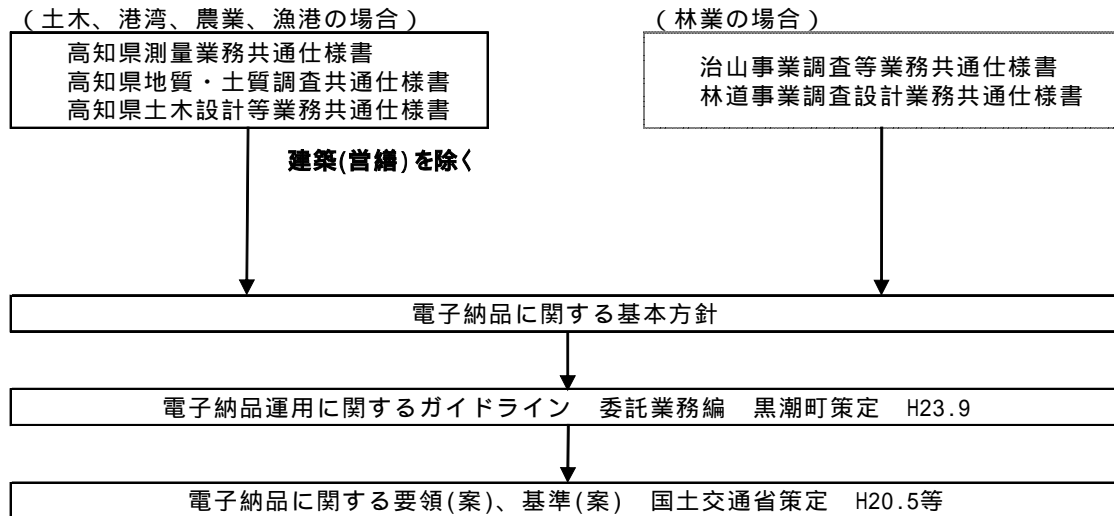 （土木、港湾、農業、漁港の場合）
高知県測量業務共通仕様書
高知県地質・土質調査共通仕様書
高知県土木設計等業務共通仕様書
建築(営繕)を除く
（林業の場合）
治山事業調査等業務共通仕様書
林道事業調査設計業務共通仕様書
電子納品に関する基本方針
電子納品運用に関するガイドライン　委託業務編　黒潮町策定　H23.9
電子納品に関する要領(案)、基準(案)　国土交通省策定　H20.5等